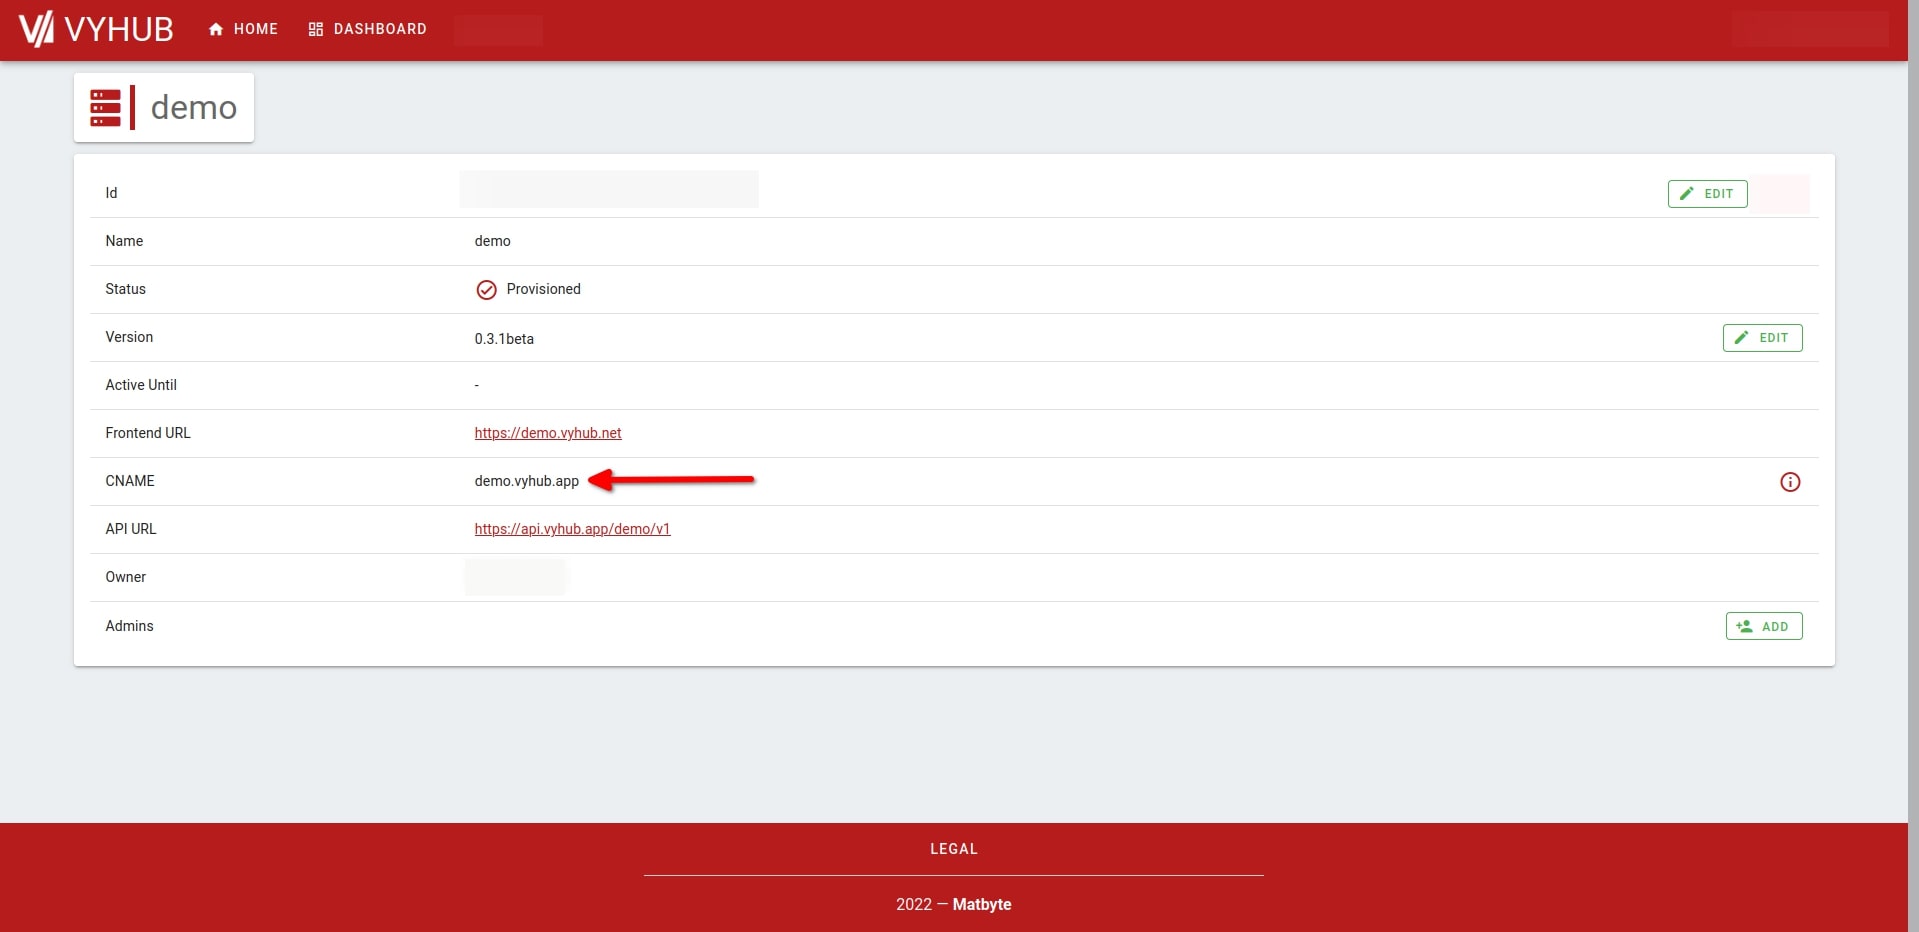 VYHUB HOME DASHBOARD
demo
Id EDIT
Name demo
Status Provisioned
Version 0.3.1beta EDIT
Active Until -
Frontend URL https://demo.vyhub.net
CNAME demo.vyhub.app
API URL https://api.vyhub.app/demo/v1
Owner
Admins ADD
LEGAL
2022 — Matbyte